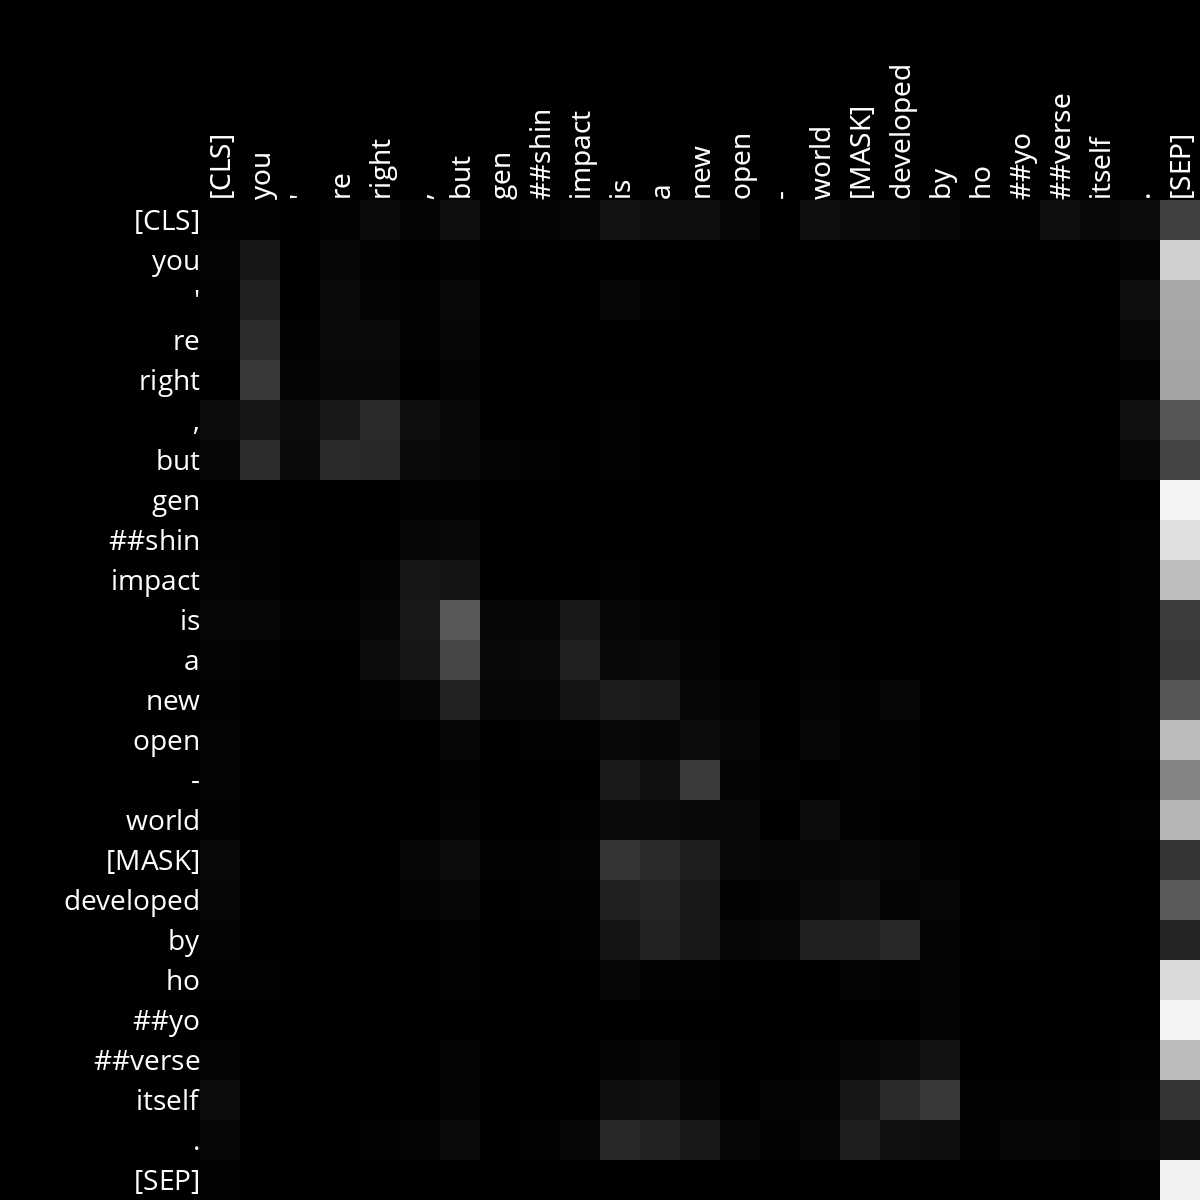 [CLS] you ' re right , but gen ##shin impact is a new open - world [MASK] developed by ho ##yo ##verse itself . [SEP]
[CLS]
you
'
re
right
,
but
gen
##shin
impact
is
a
new
open
-
world
[MASK]
developed
by
ho
##yo
##verse
itself
.
[SEP]